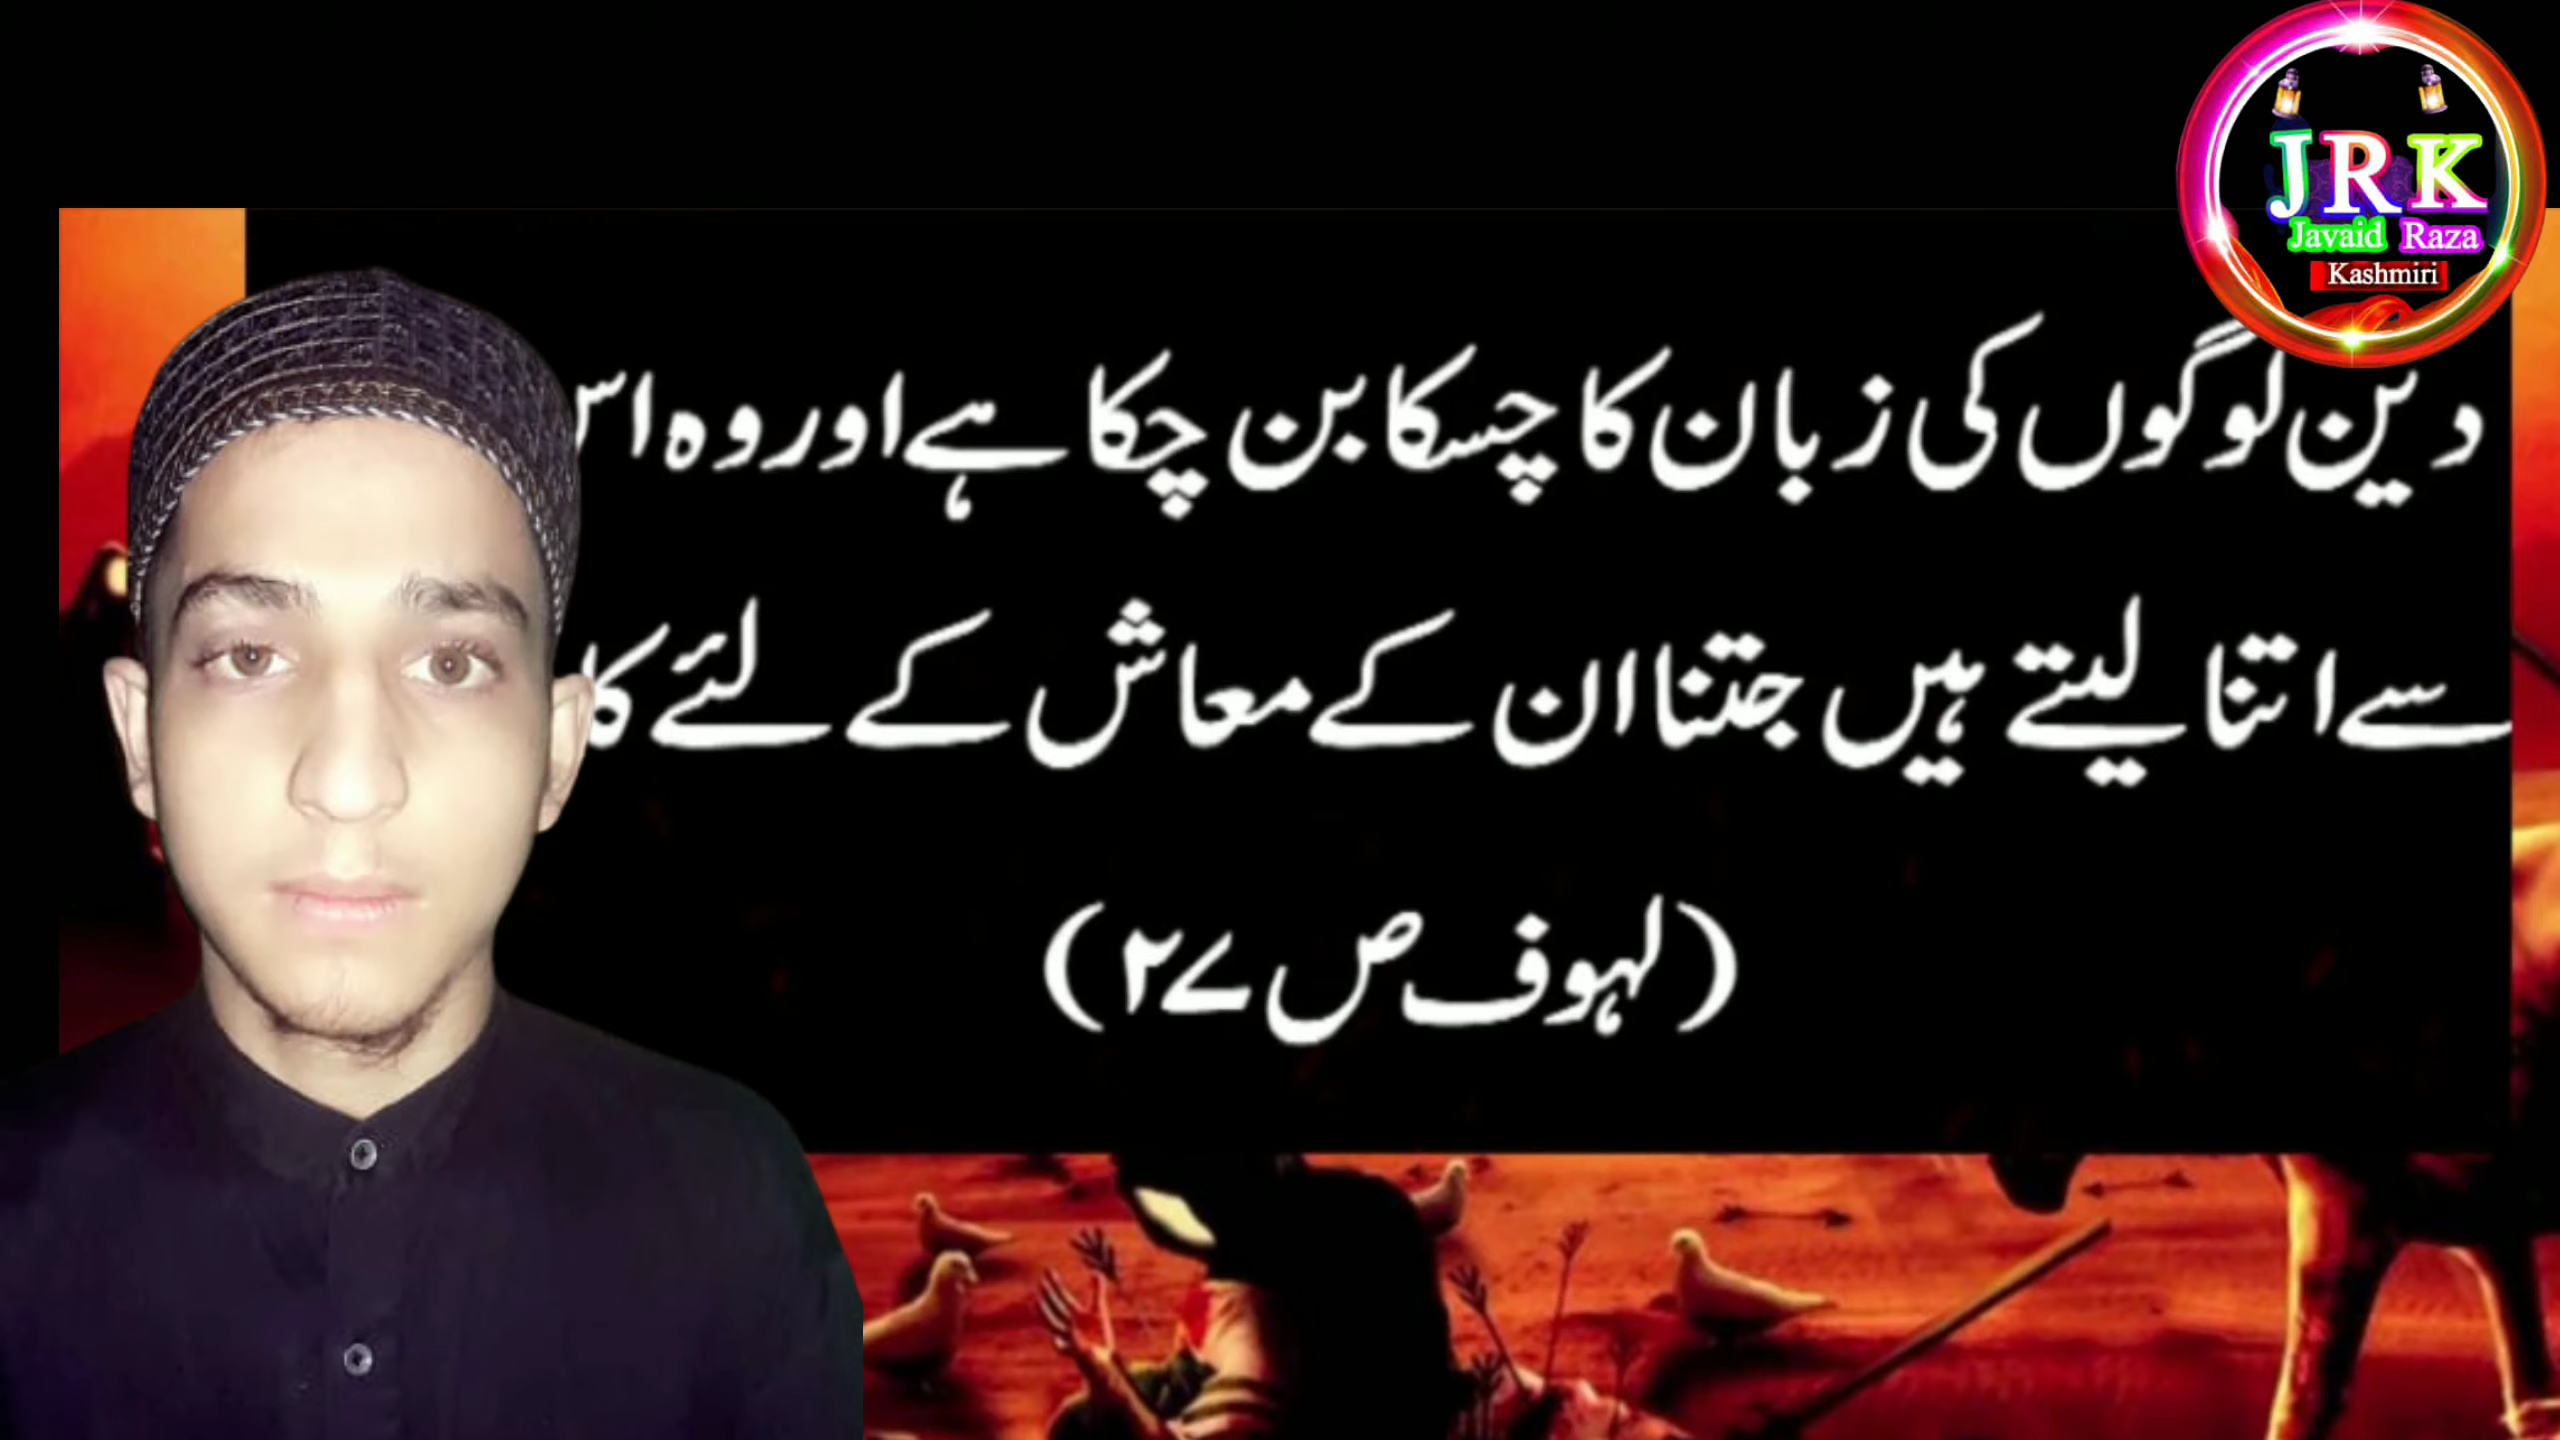 JRK
Javaid Raza
Kashmiri
دین لوگوں کی زبان کا چسکا بن چکا ہے اور وہ اس
سے اتنا لیتے ہیں جتنا ان کے معاش کے لئے
(لہوف ص ۲۷)